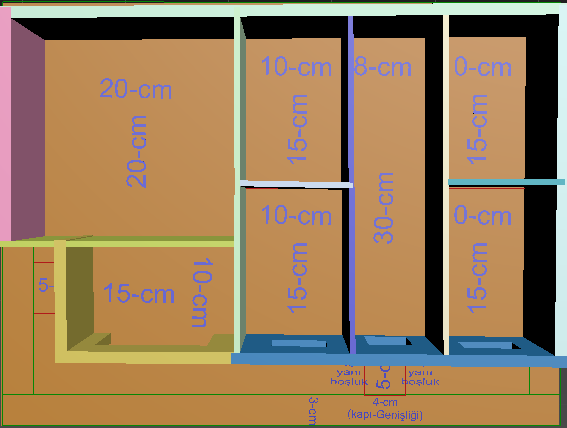 20-cm
20-cm
10-cm
15-cm
8-cm
30-cm
0-cm
15-cm
10-cm
15-cm
0-cm
15-cm
5-
15-cm
10-cm
yanı
boşluk
5-c
yanı
boşluk
3-cm
4-cm
(kapı-Genişliği)